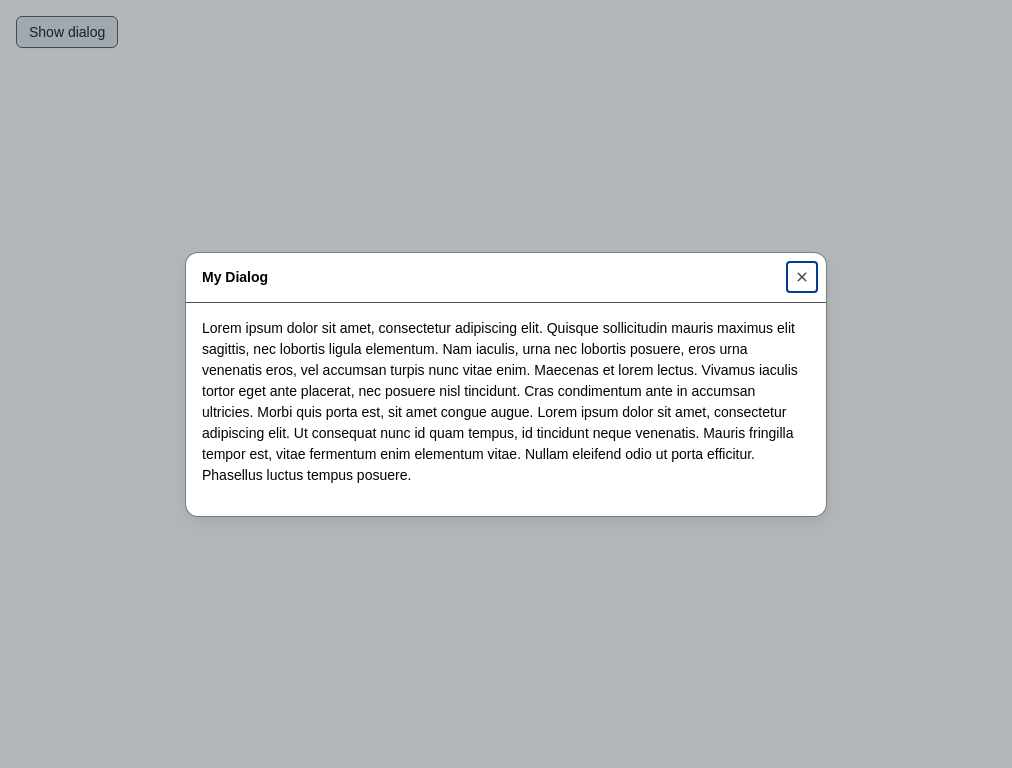 Show dialog
My Dialog
Lorem ipsum dolor sit amet, consectetur adipiscing elit. Quisque sollicitudin mauris maximus elit
sagittis, nec lobortis ligula elementum. Nam iaculis, urna nec lobortis posuere, eros urna
venenatis eros, vel accumsan turpis nunc vitae enim. Maecenas et lorem lectus. Vivamus iaculis
tortor eget ante placerat, nec posuere nisl tincidunt. Cras condimentum ante in accumsan
ultricies. Morbi quis porta est, sit amet congue augue. Lorem ipsum dolor sit amet, consectetur
adipiscing elit. Ut consequat nunc id quam tempus, id tincidunt neque venenatis. Mauris fringilla
tempor est, vitae fermentum enim elementum vitae. Nullam eleifend odio ut porta efficitur.
Phasellus luctus tempus posuere.